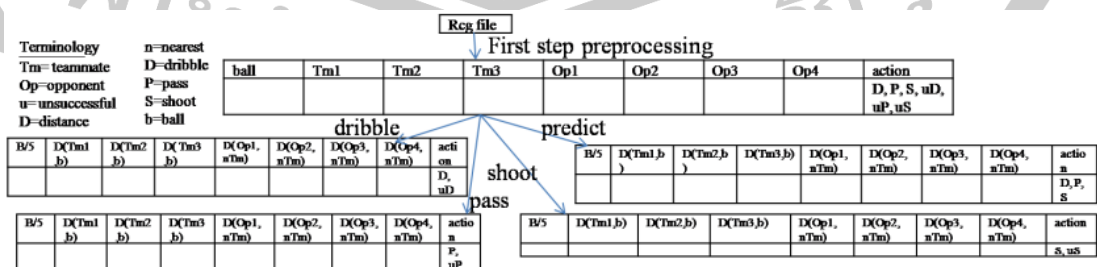 Rcg file
First step preprocessing
Terminology n=nearest
Tm= teammate D=dribble
Op=opponent P=pass
u=unsuccessful S=shoot
D=distance b=ball
ball Tm1 Tm2 Tm3 Op1 Op2 Op3 Op4 action
D, P, S, uD,
uP, uS
dribble predict
B/5 D(Tm1 D(Tm2 D( Tm3 D(Op1, D(Op2, D(Op3, D(Op4, acti
,b) ,b) ,b) nTm) nTm) nTm) nTm) on
D,
uD
B/5 D(Tm1,b D(Tm2,b D(Tm3,b) D(Op1, D(Op2, D(Op3, D(Op4, actio
) ) nTm) nTm) nTm) nTm) n
D, P,
S
shoot
pass
B/5 D(Tm1 D(Tm2 D(Tm3 D(Op1, D(Op2, D(Op3, D(Op4, actio
,b) ,b) ,b) nTm) nTm) nTm) nTm) n
P,
uP
B/5 D(Tm1,b) D(Tm2,b) D(Tm3,b) D(Op1, D(Op2, D(Op3, D(Op4, action
nTm) nTm) nTm) nTm)
S, uS